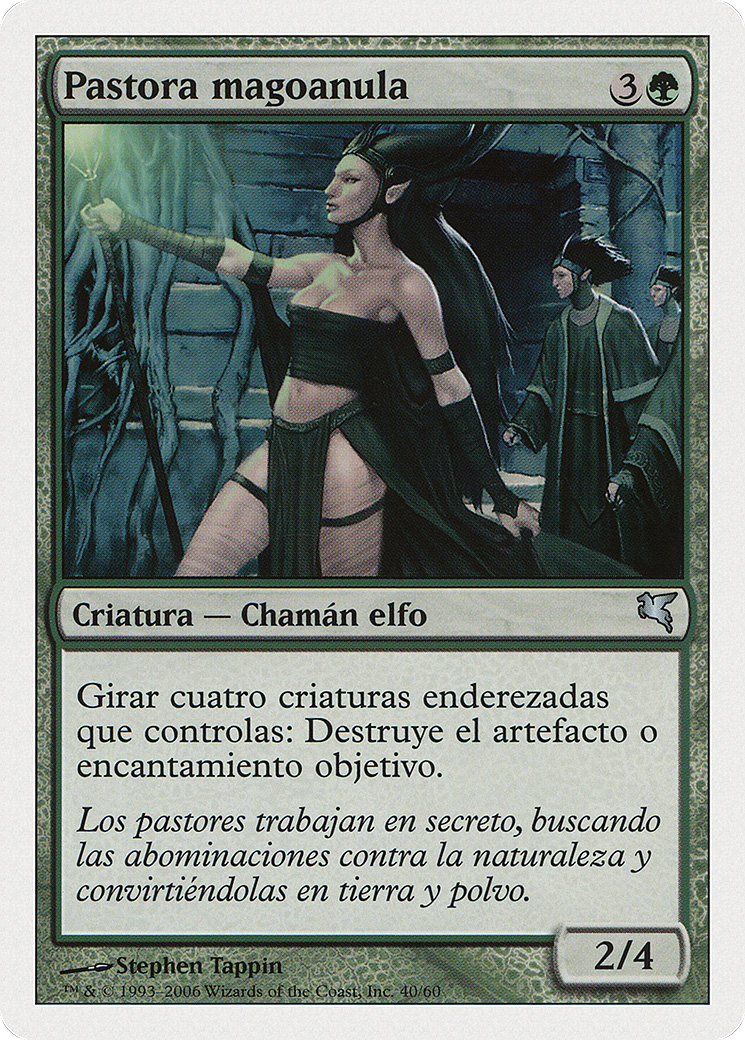 Pastora magoanula
3
Criatura — Chamán elfo
Girar cuatro criaturas enderezadas
que controlas: Destruye el artefacto o
encantamiento objetivo.
Los pastores trabajan en secreto, buscando
las abominaciones contra la naturaleza y
convirtiéndolas en tierra y polvo.
2/4
Stephen Tappin
™ & © 1993–2006 Wizards of the Coast, Inc. 40/60